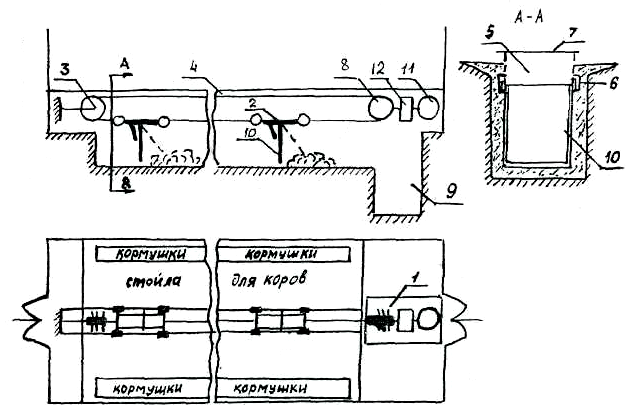 А-А
5
7
3
А
4
8
12
11
2
6
10
10
9
А
1
кормушки
кормушки
стойла
для коров
кормушки
кормушки